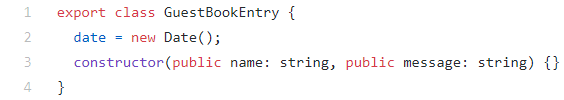 1 export class GuestBookEntry {
2 date = new Date();
3 constructor(public name: string, public message: string) {}
4 }